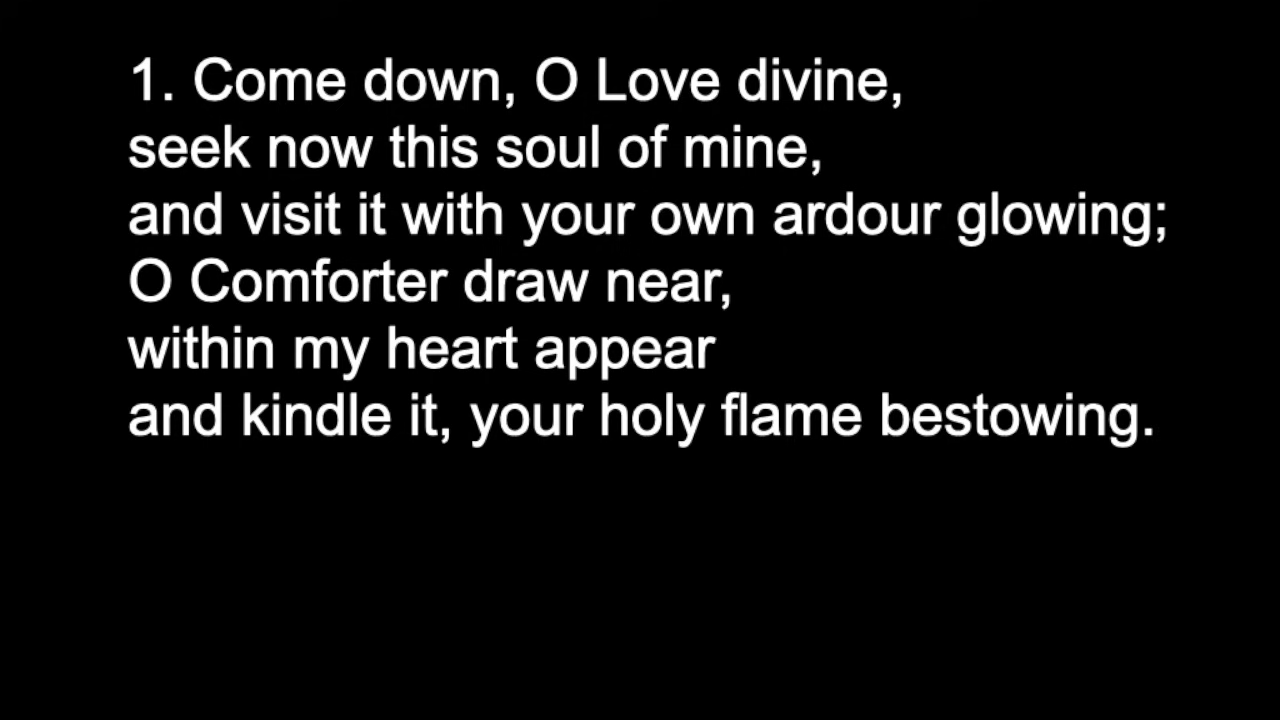 1. Come down, O Love divine,
seek now this soul of mine,
and visit it with your own ardour glowing;
O Comforter draw near,
within my heart appear
and kindle it, your holy flame bestowing.